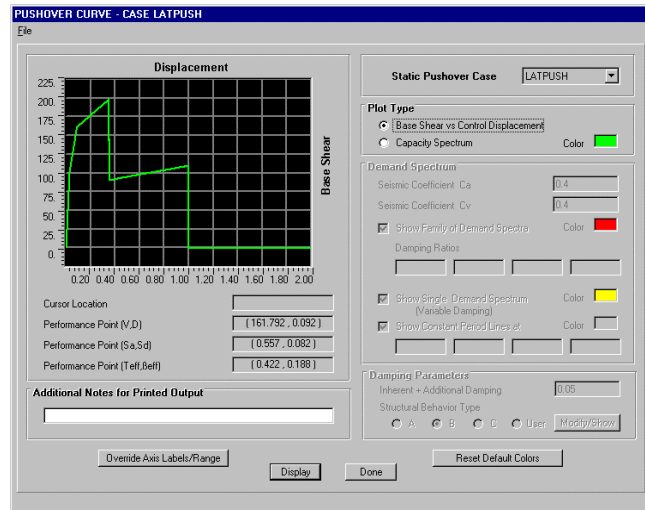 PUSHOVER CURVE - CASE LATPUSH
File
Displacement
225.
200.
175.
150.
125.
100.
75.
50.
25.
0.
0.20 0.40 0.60 0.80 1.00 1.20 1.40 1.60 1.80 2.00
Base Shear
Cursor Location
Performance Point (V,D) ( 161.792 , 0.092 )
Performance Point (Sa,Sd) ( 0.557 , 0.082 )
Performance Point (Teff,Beff) ( 0.422 , 0.188 )
Additional Notes for Printed Output
Static Pushover Case LATPUSH
Plot Type
Base Shear vs Control Displacement
Capacity Spectrum Color
Demand Spectrum
Seismic Coefficient Ca 0.4
Seismic Coefficient Cv 0.4
Show Family of Demand Spectra Color
Damping Ratios
Show Single Demand Spectrum Color
(Variable Damping)
Show Constant Period Lines at Color
Damping Parameters
Inherent + Additional Damping 0.05
Structural Behavior Type
A B C User Modify/Show
Override Axis Labels/Range
Display
Done
Reset Default Colors